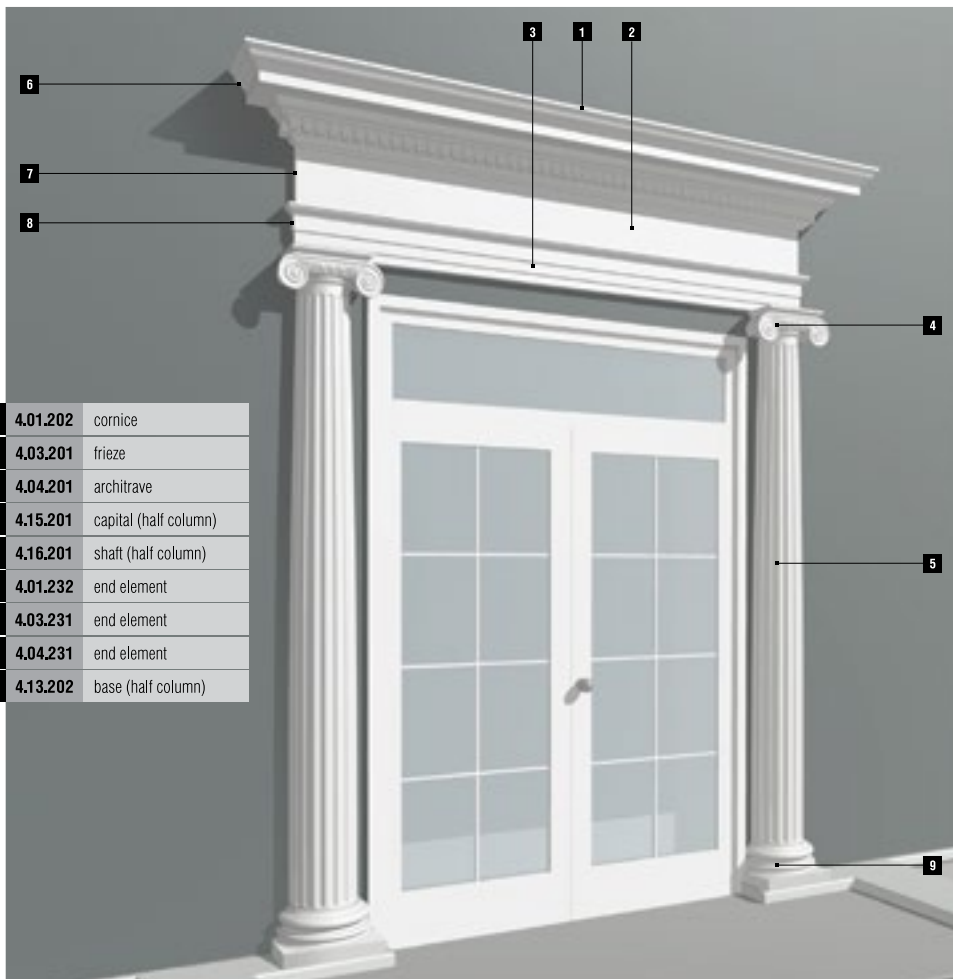 3 1 2
6
7
8
4
4.01.202 cornice
4.03.201 frieze
4.04.201 architrave
4.15.201 capital (half column)
4.16.201 shaft (half column)
5
4.01.232 end element
4.03.231 end element
4.04.231 end element
4.13.202 base (half column)
9